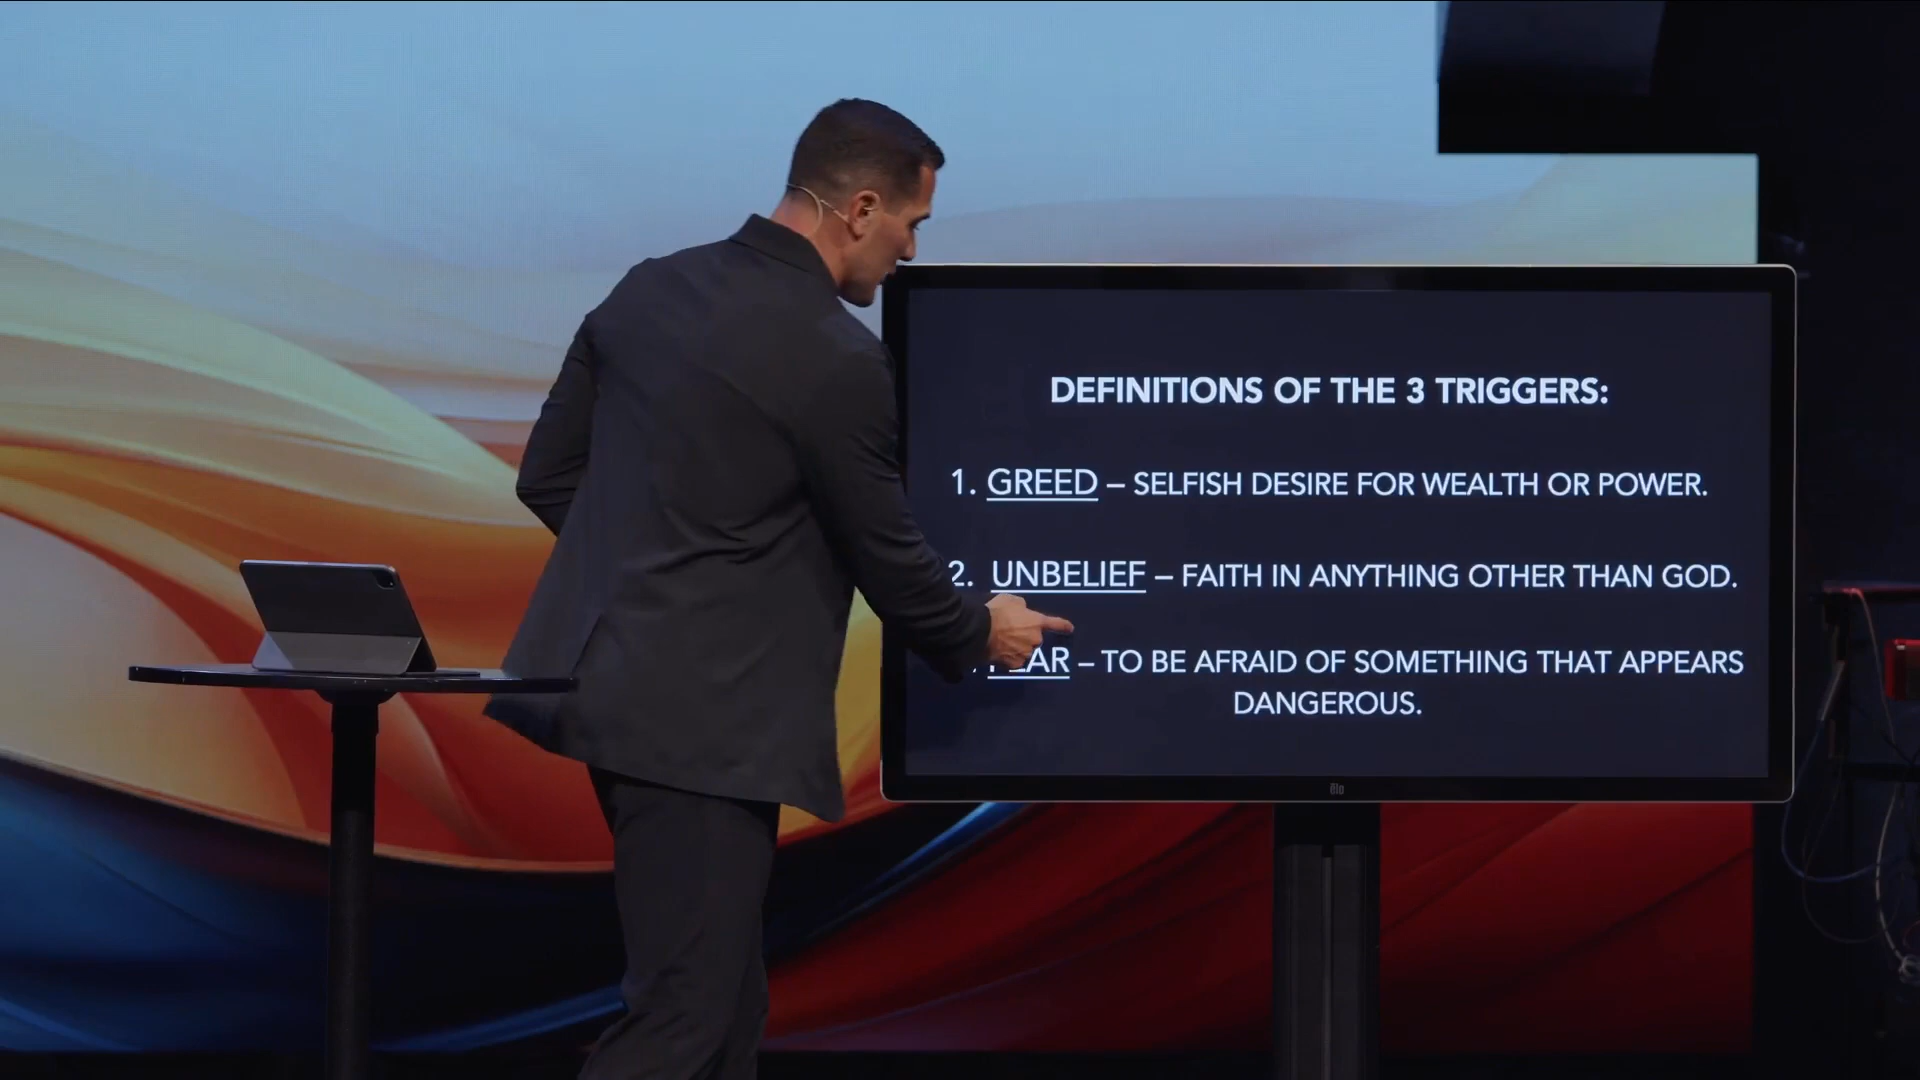 DEFINITIONS OF THE 3 TRIGGERS:
1. GREED – SELFISH DESIRE FOR WEALTH OR POWER.
2. UNBELIEF – FAITH IN ANYTHING OTHER THAN GOD.
– TO BE AFRAID OF SOMETHING THAT APPEARS
DANGEROUS.
elo